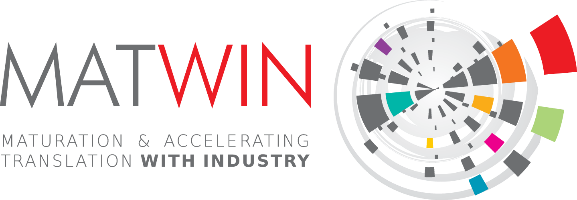 MATWIN
MATURATION & ACCELERATING
TRANSLATION WITH INDUSTRY